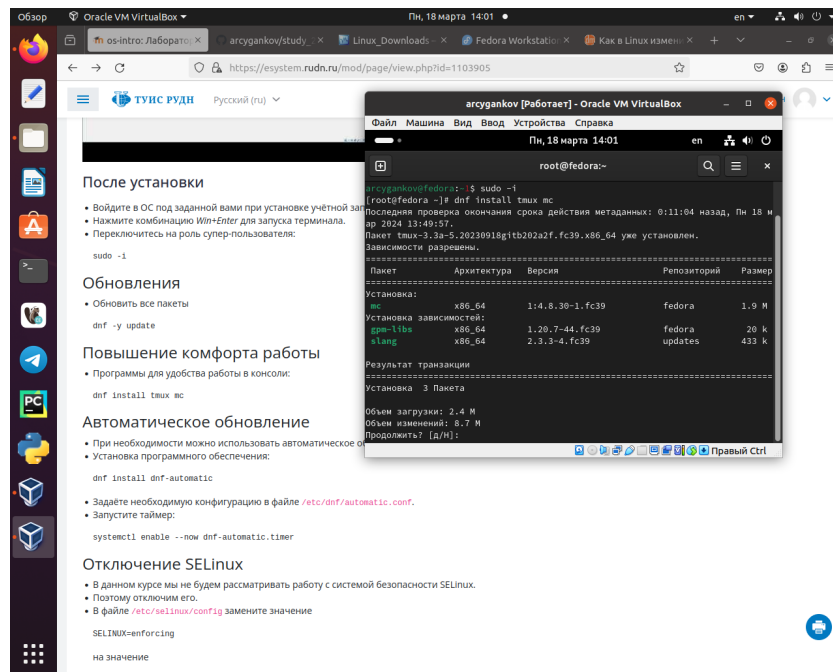 Обзор
Oracle VM VirtualBox
Пн, 18 марта 14:01
en
os-intro: Лаборато
arcygankov/study_
Linux_Downloads –
Fedora Workstation
Как в Linux измени
https://esystem.rudn.ru/mod/page/view.php?id=1103905
ТУИС РУДН
Русский (ru)
После установки
Войдите в ОС под заданной вами при установке учётной зап
Нажмите комбинацию Win+Enter для запуска терминала.
Переключитесь на роль супер-пользователя:
sudo -i
Обновления
Обновить все пакеты
dnf -y update
Повышение комфорта работы
Программы для удобства работы в консоли:
dnf install tmux mc
Автоматическое обновление
При необходимости можно использовать автоматическое о
Установка программного обеспечения:
dnf install dnf-automatic
Задаёте необходимую конфигурацию в файле /etc/dnf/automatic.conf.
Запустите таймер:
systemctl enable --now dnf-automatic.timer
Отключение SELinux
В данном курсе мы не будем рассматривать работу с системой безопасности SELinux.
Поэтому отключим его.
В файле /etc/selinux/config замените значение
SELINUX=enforcing
на значение
arcygankov [Работает] - Oracle VM VirtualBox
Файл Машина Вид Ввод Устройства Справка
Пн, 18 марта 14:01
en
root@fedora:~
arcygankov@fedora:~$ sudo -i
[root@fedora ~]# dnf install tmux mc
Последняя проверка окончания срока действия метаданных: 0:11:04 назад, Пн 18 м
ар 2024 13:49:57.
Пакет tmux-3.3a-5.20230918gitb202a2f.fc39.x86_64 уже установлен.
Зависимости разрешены.
Пакет Архитектура Версия Репозиторий Размер
Установка:
mc x86_64 1:4.8.30-1.fc39 fedora 1.9 M
Установка зависимостей:
gpm-libs x86_64 1.20.7-44.fc39 fedora 20 k
slang x86_64 2.3.3-4.fc39 updates 433 k
Результат транзакции
Установка 3 Пакета
Объем загрузки: 2.4 M
Объем изменений: 8.7 M
Продолжить? [д/Н]:
Правый Ctrl